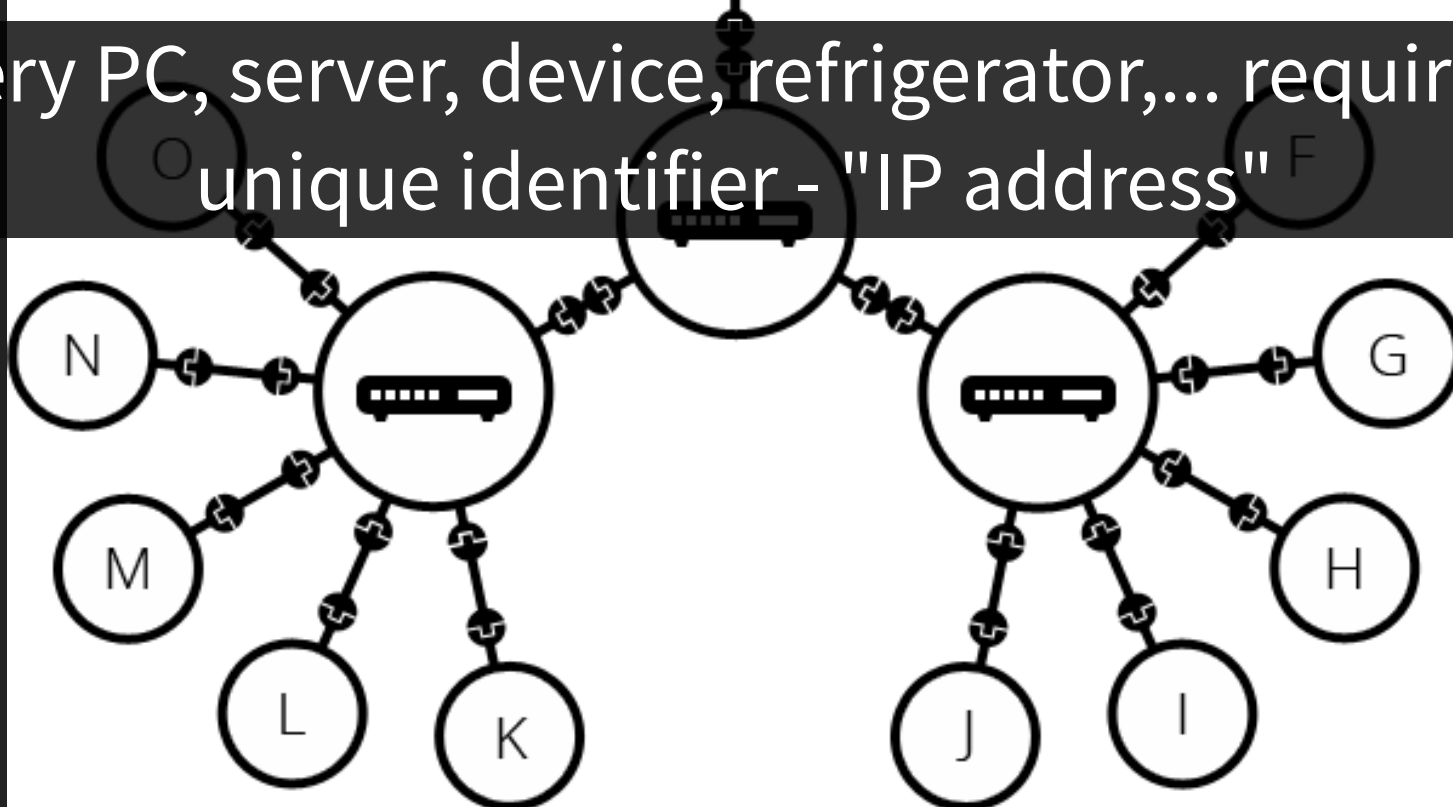 ery PC, server, device, refrigerator,... requir
unique identifier - "IP address"
O
F
N
G
M
H
L
K
J
I